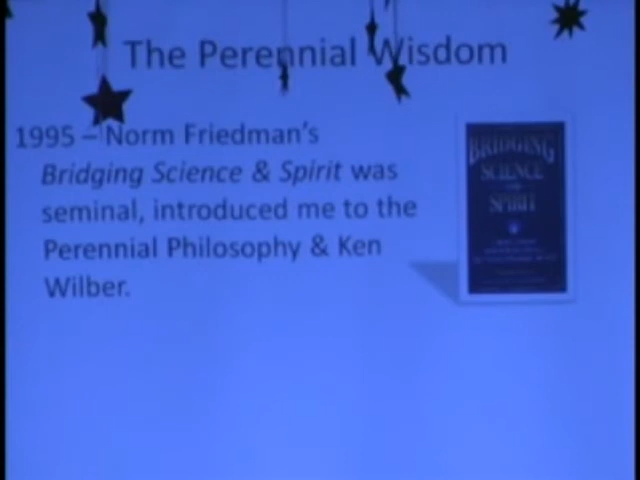 The Perennial Wisdom
1995 – Norm Friedman's
Bridging Science & Spirit was
seminal, introduced me to the
Perennial Philosophy & Ken
Wilber.
BRIDGING
SCIENCE
SPIRIT